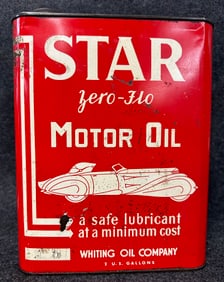 STAR
Zero-Flo
MOTOR OIL
a safe lubricant
at a minimum cost
WHITING OIL COMPANY
2 U.S. GALLONS